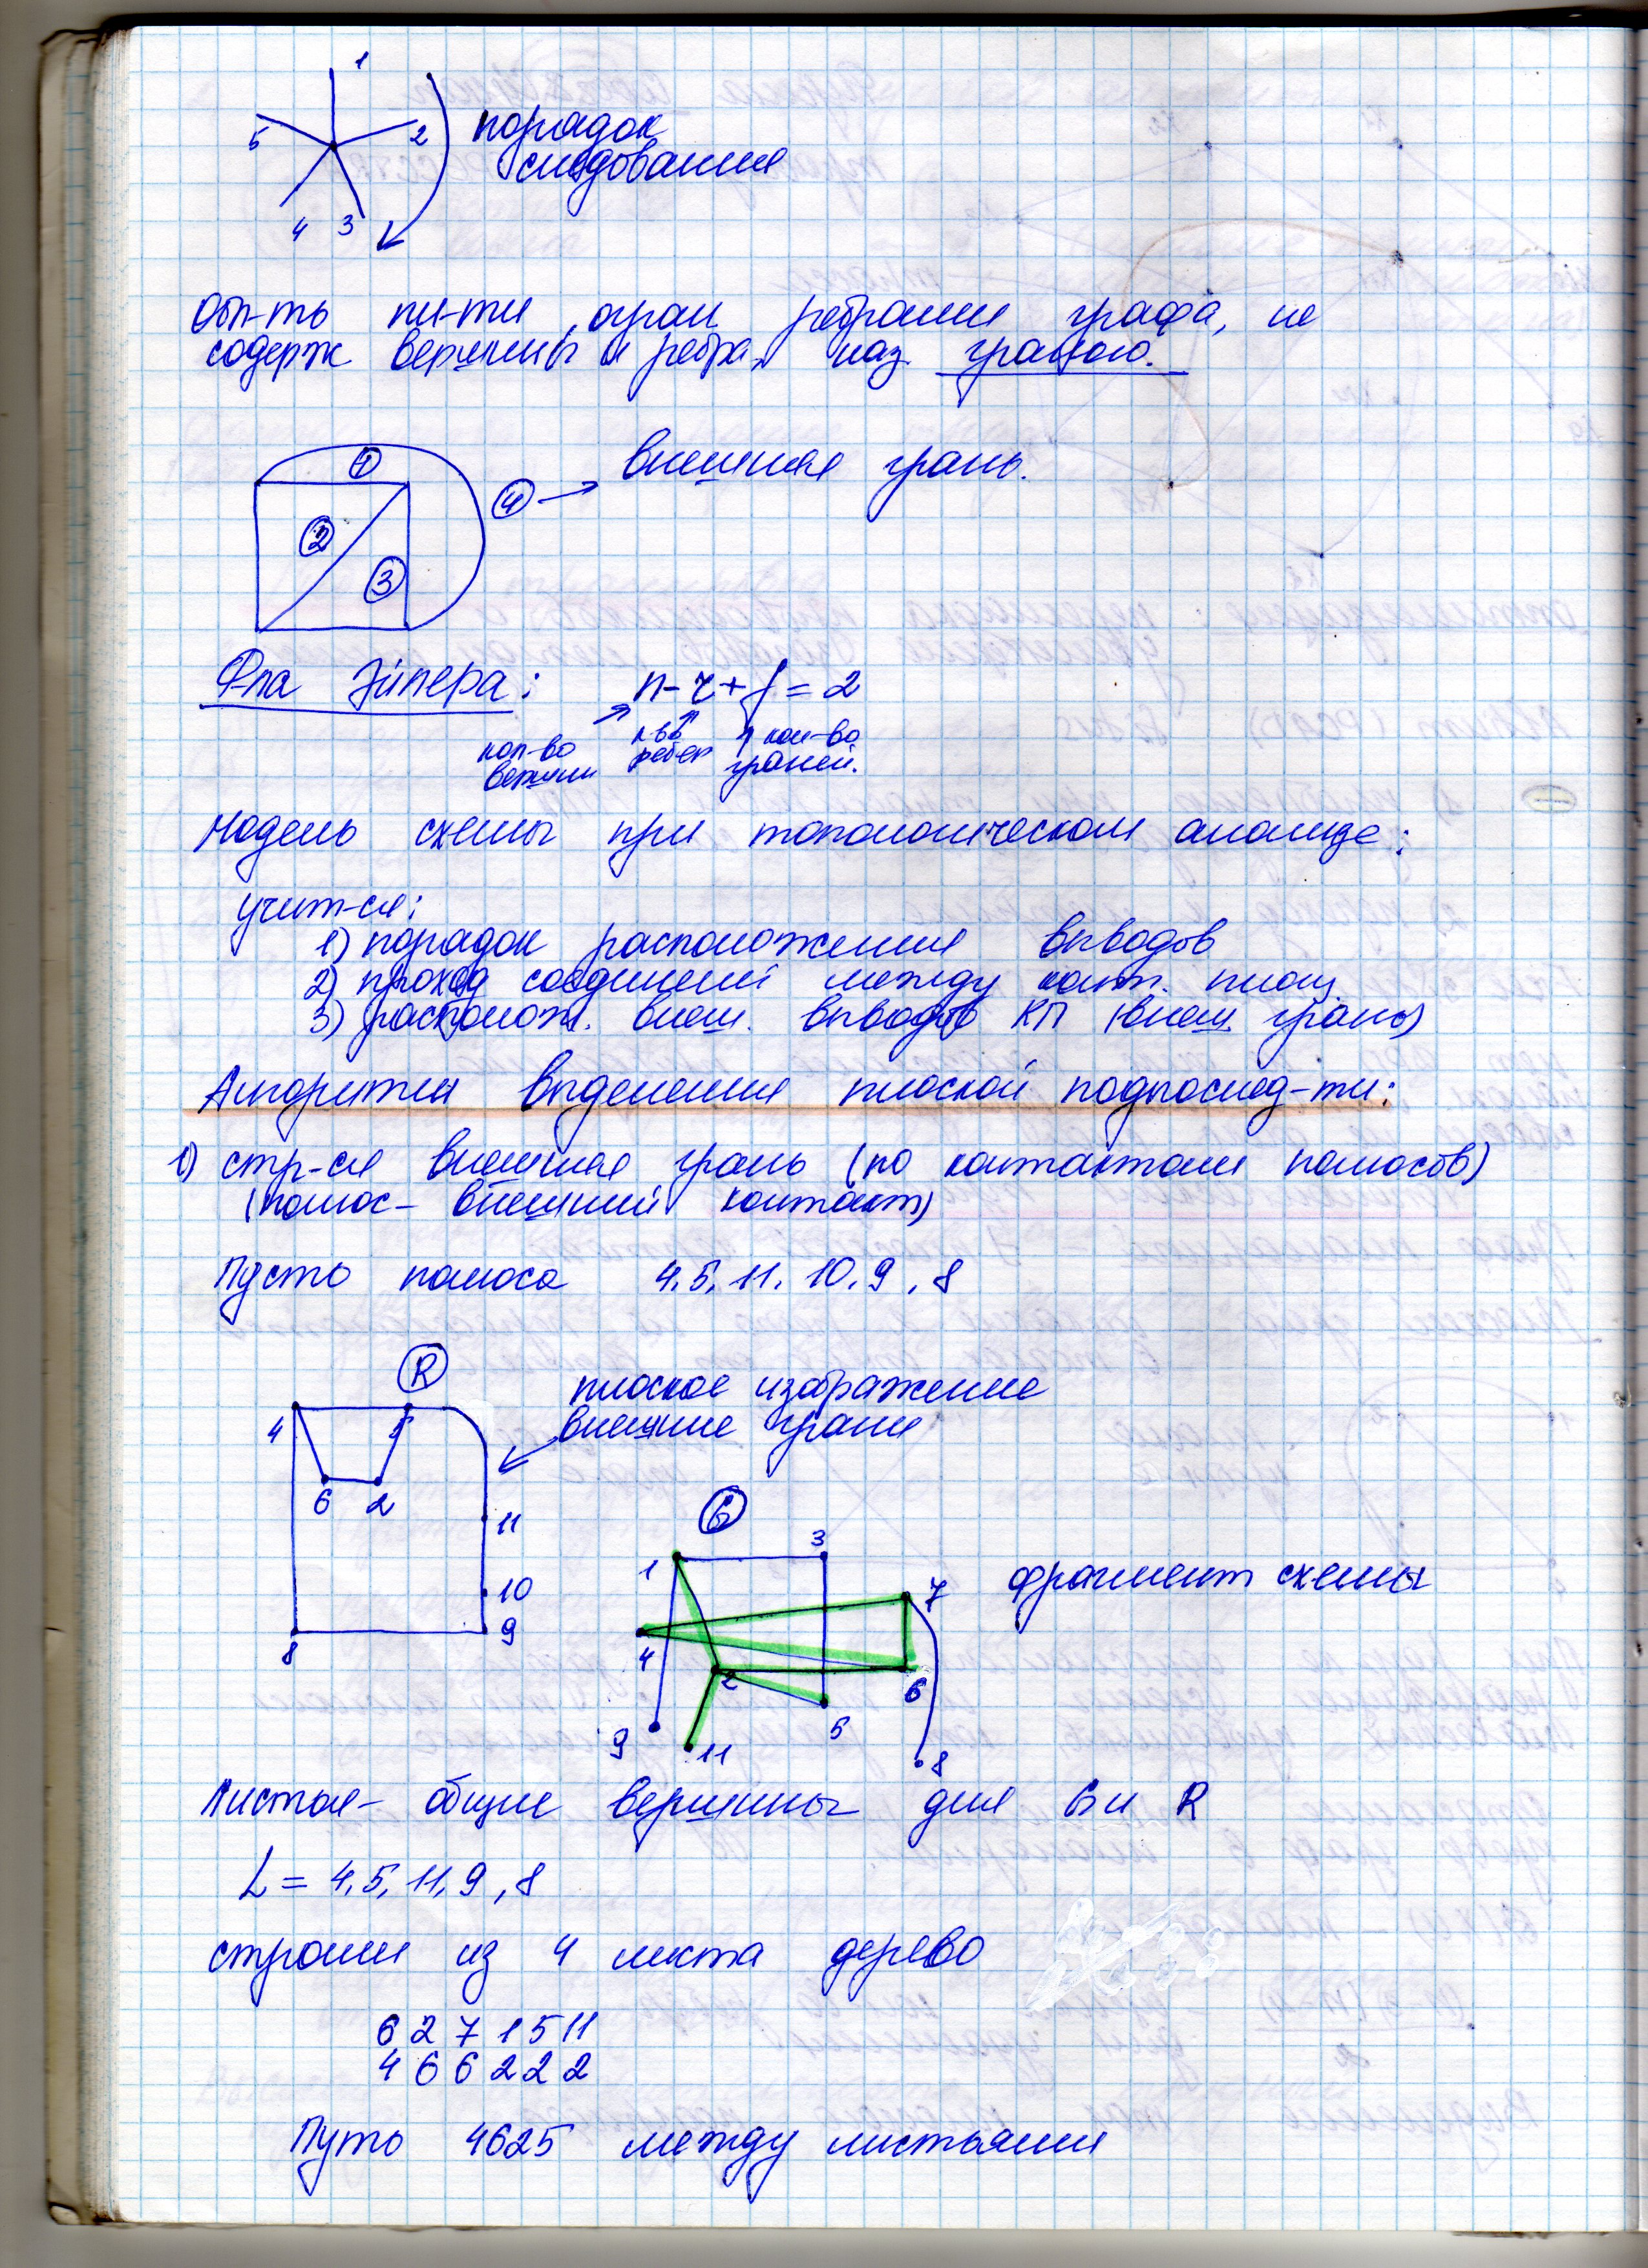 1
5 2 порядок
следования
4 3
Обл-ть пл-ти, огран ребрами графа, не
содерж вершины и ребра, наз. гранью.
1
внешняя грань.
4
2
3
Ф-ла Эйлера: n - r + f = 2
кол-во вершин
к-во ребер
кол-во граней.
Модель схемы при топологическом анализе:
учит-ся:
1) порядок расположения выводов
2) проход соединений между конт. площ.
3) располож. внеш. выводов КП (внеш. грань)
Алгоритм выделения плоской подпослед-ти:
1) стр-ся внешняя грань (по контактам полюсов)
(полюс - внешний контакт)
Пусть полюса 4, 5, 11, 10, 9, 8
R
плоское изображение
внешние грани
4 5
6 2
11
10
8 9
G
1 3
7
фрагмент схемы
4 2 6
9 11 5 8
Листья - общие вершины для G и R
L = 4, 5, 11, 9, 8
строим из 4 листа дерево
6 2 7 1 5 11
4 6 6 2 2 2
Путь 4625 между листьями